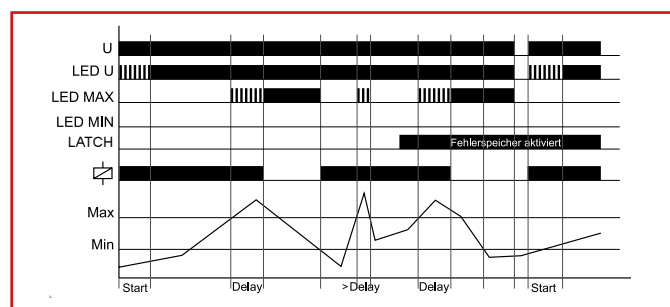 U
LED U
LED MAX
LED MIN
LATCH
Fehlerspeicher aktiviert
Max
Min
Start
Delay
>Delay
Delay
Start